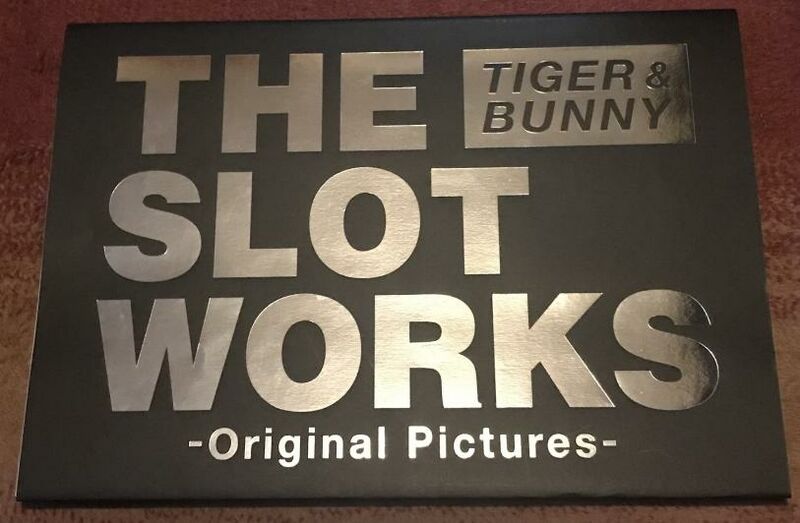 THE
TIGER &
BUNNY
SLOT
WORKS
-Original Pictures-